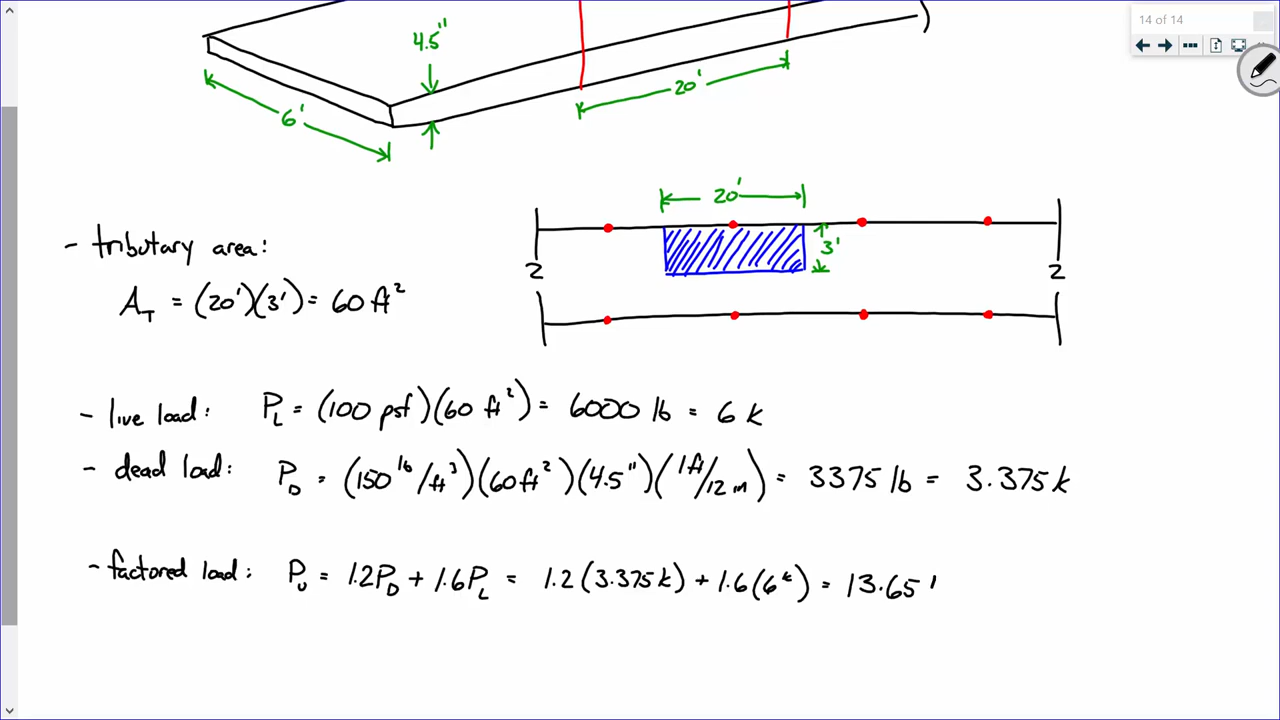 14 of 14
4.5"
20'
6'
20'
3'
2 2
- tributary area:
A_T = (20')(3') = 60 ft²
- live load: P_L = (100 psf)(60 ft²) = 6000 lb = 6 k
- dead load: P_D = (150 lb/ft³)(60 ft²)(4.5")(1ft/12 in) = 3375 lb = 3.375 k
- factored load: P_U = 1.2P_D + 1.6P_L = 1.2(3.375k) + 1.6(6k) = 13.65 '